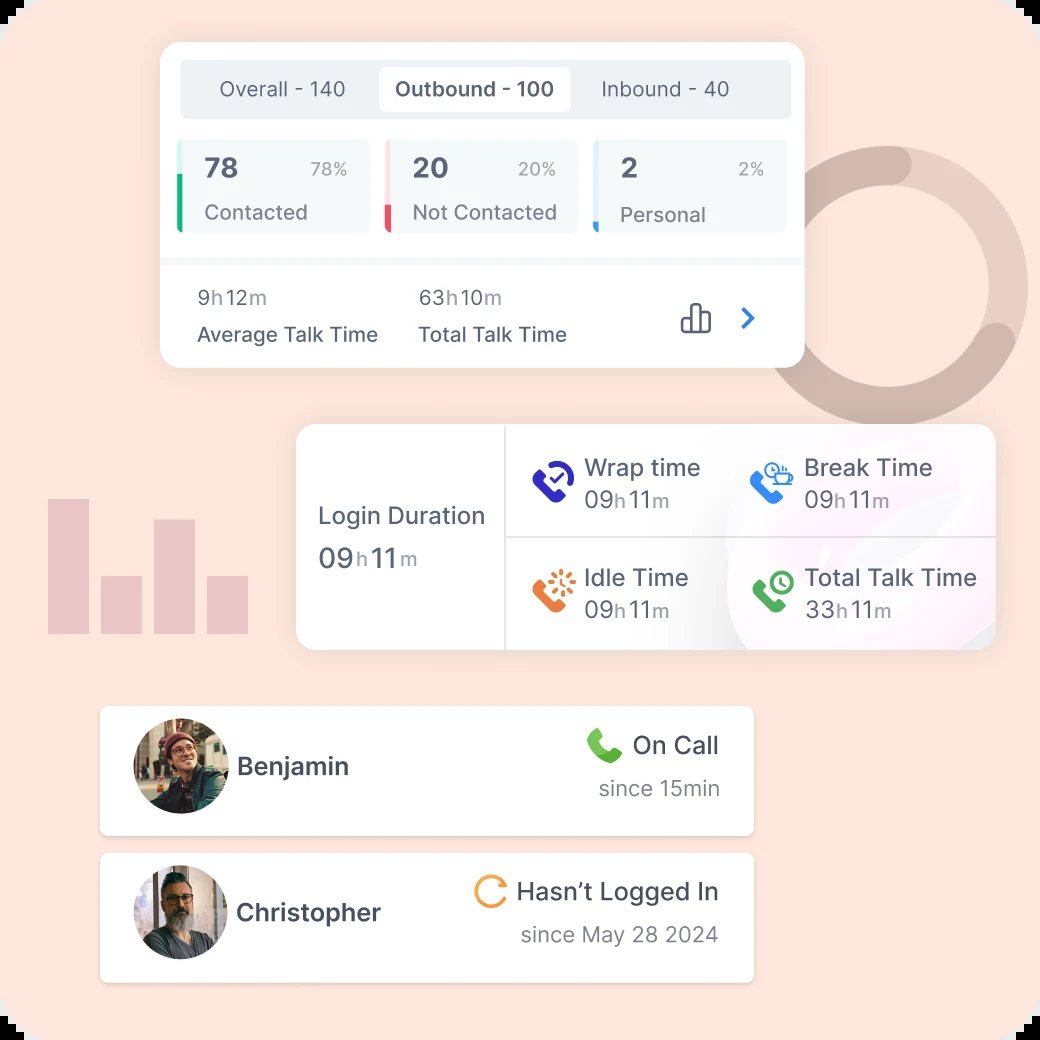 Overall - 140 Outbound - 100 Inbound - 40
78 78% 20 20% 2 2%
Contacted Not Contacted Personal
9h12m 63h10m
Average Talk Time Total Talk Time
Wrap time Break Time
09h11m 09h11m
Login Duration
09h11m
Idle Time Total Talk Time
09h11m 33h11m
Benjamin On Call
since 15min
Christopher Hasn’t Logged In
since May 28 2024